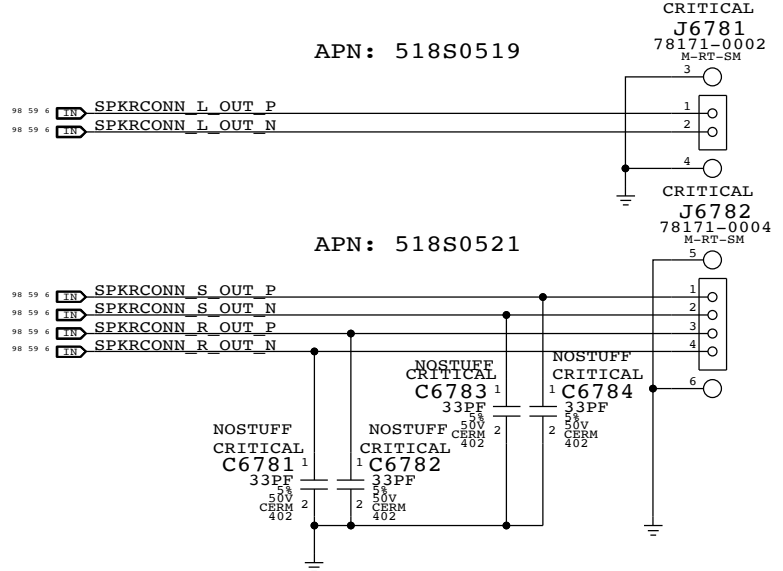 CRITICAL
J6781
78171-0002
M-RT-SM
APN: 518S0519
3
98 59 6 IN SPKRCONN_L_OUT_P 1
98 59 6 IN SPKRCONN_L_OUT_N 2
4
CRITICAL
J6782
78171-0004
M-RT-SM
APN: 518S0521
5
98 59 6 IN SPKRCONN_S_OUT_P 1
98 59 6 IN SPKRCONN_S_OUT_N 2
98 59 6 IN SPKRCONN_R_OUT_P 3
98 59 6 IN SPKRCONN_R_OUT_N 4
6
NOSTUFF
CRITICAL
C6783
1
33PF
5%
50V
CERM
402
2
NOSTUFF
CRITICAL
1
C6784
33PF
5%
50V
CERM
402
2
NOSTUFF
CRITICAL
C6781
1
33PF
5%
50V
CERM
402
2
NOSTUFF
CRITICAL
1
C6782
33PF
5%
50V
CERM
402
2